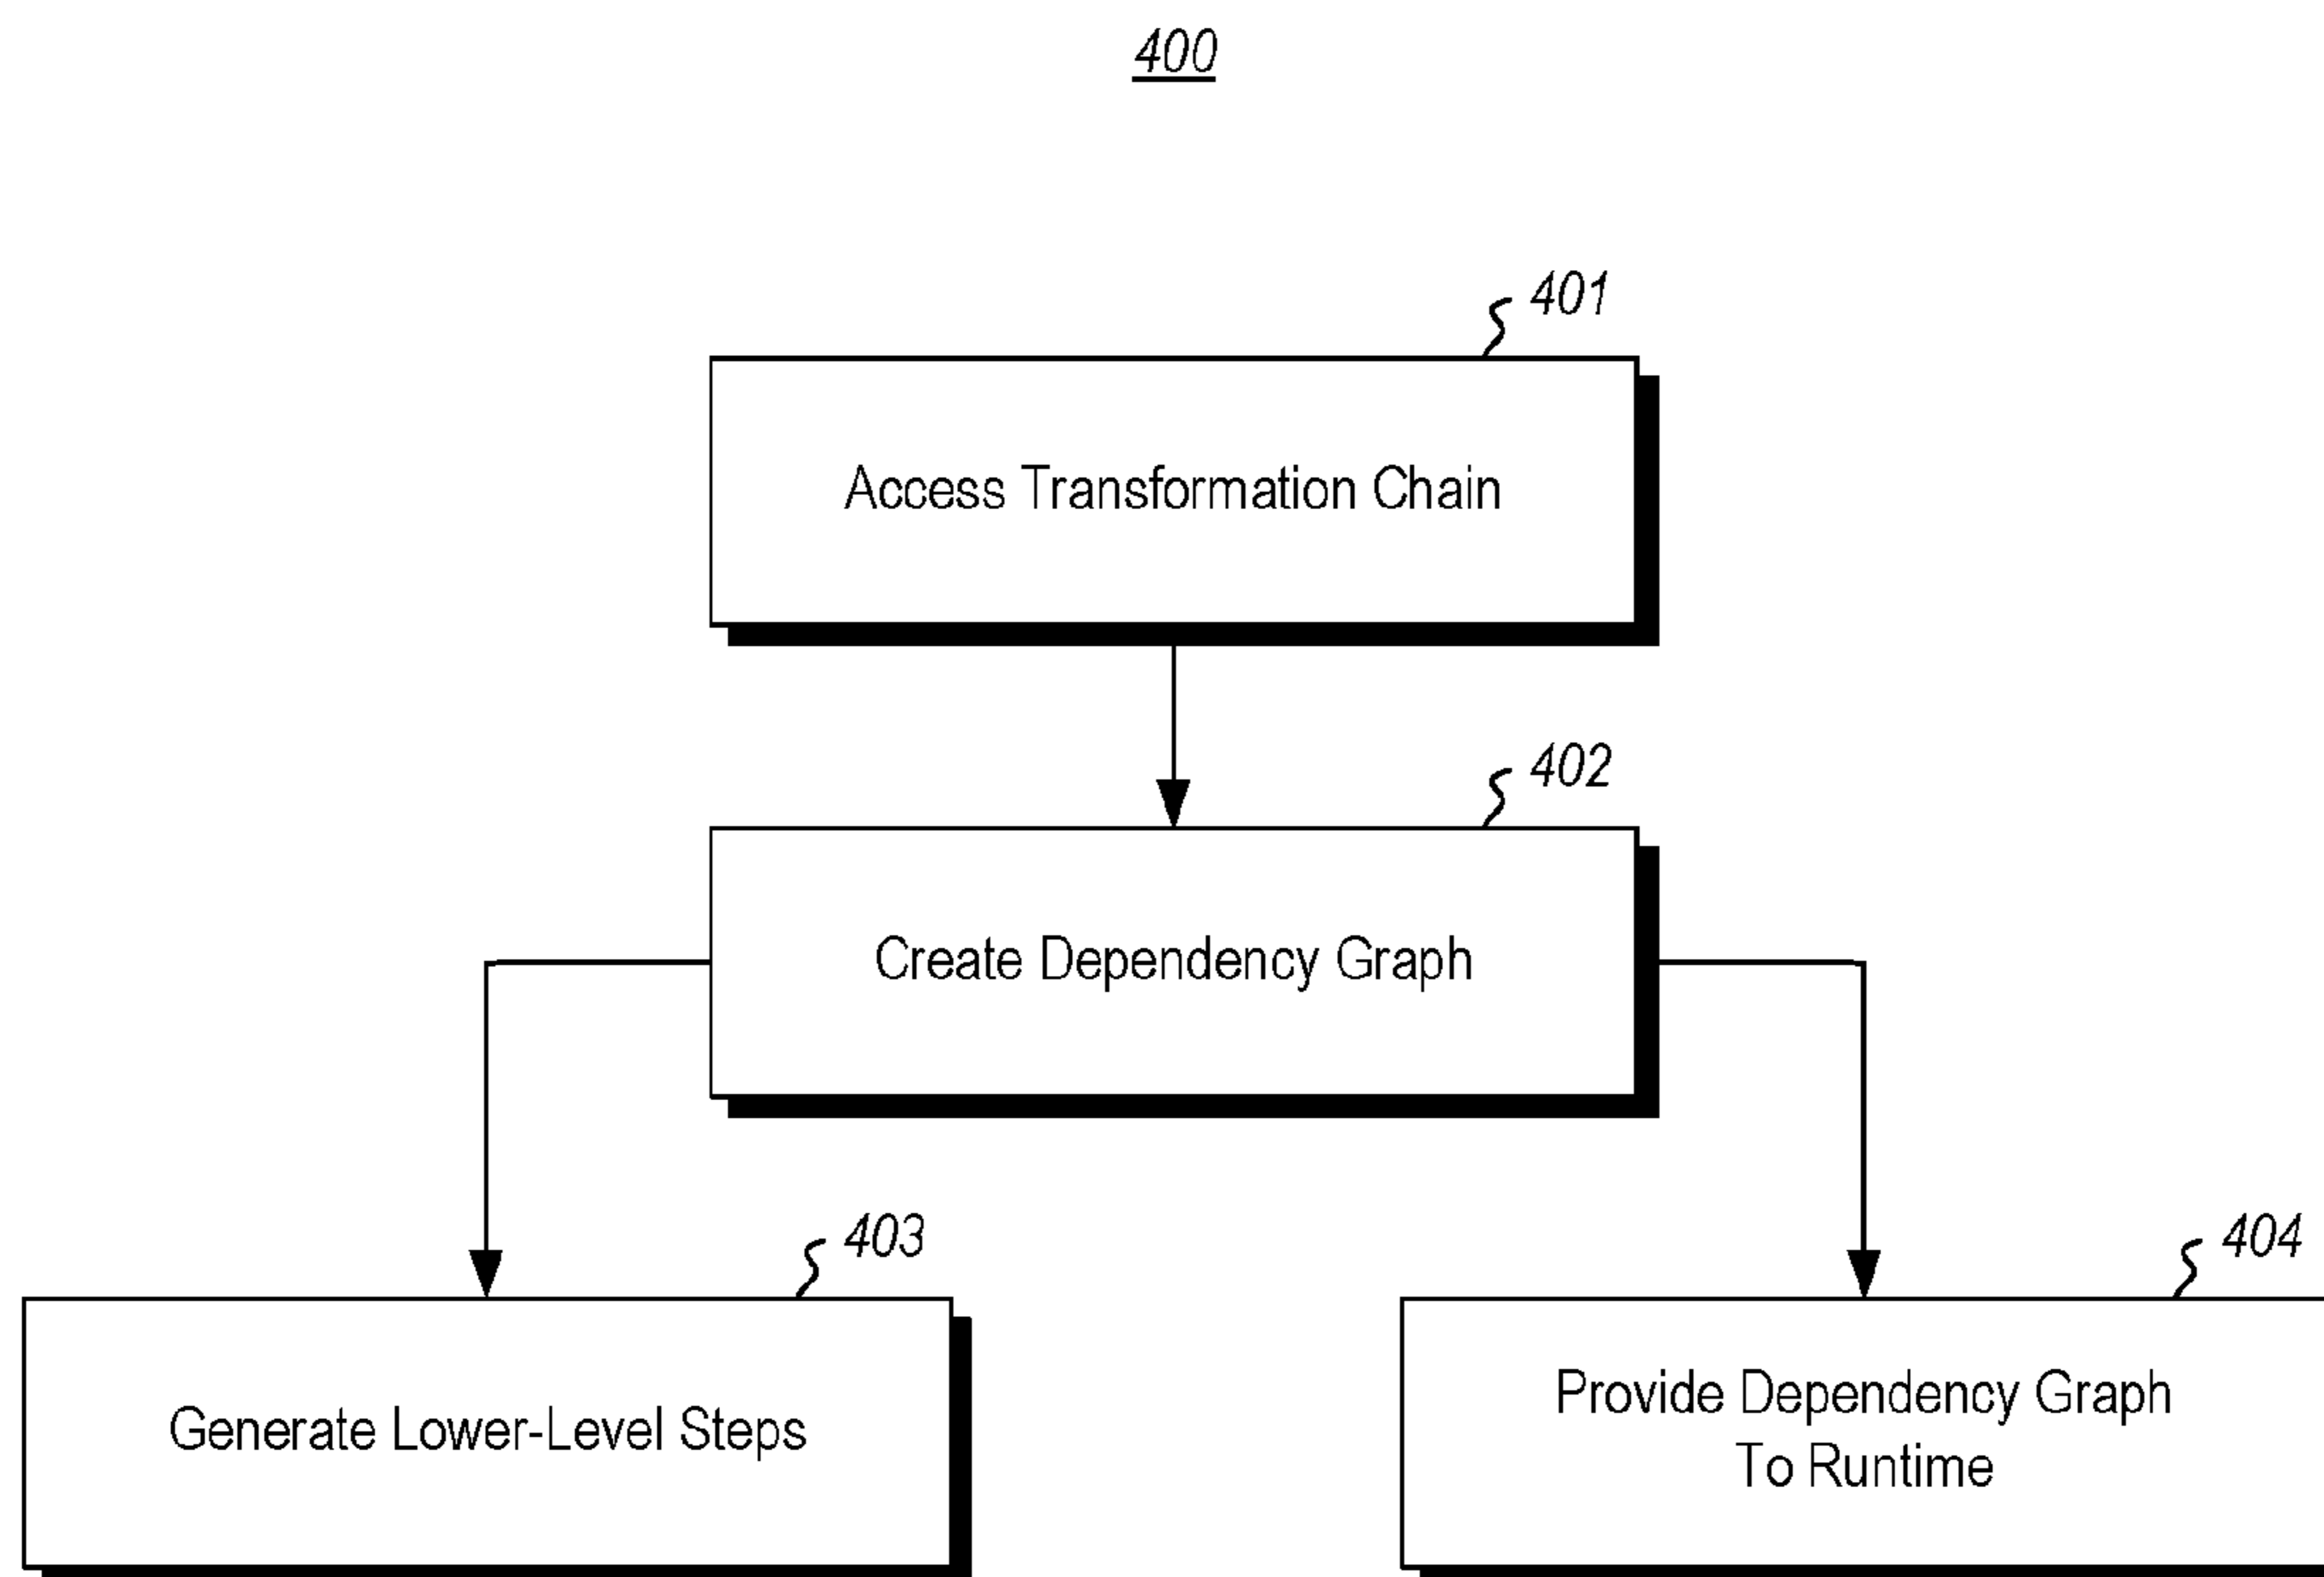 400
401
Access Transformation Chain
402
Create Dependency Graph
403
Generate Lower-Level Steps
404
Provide Dependency Graph
To Runtime